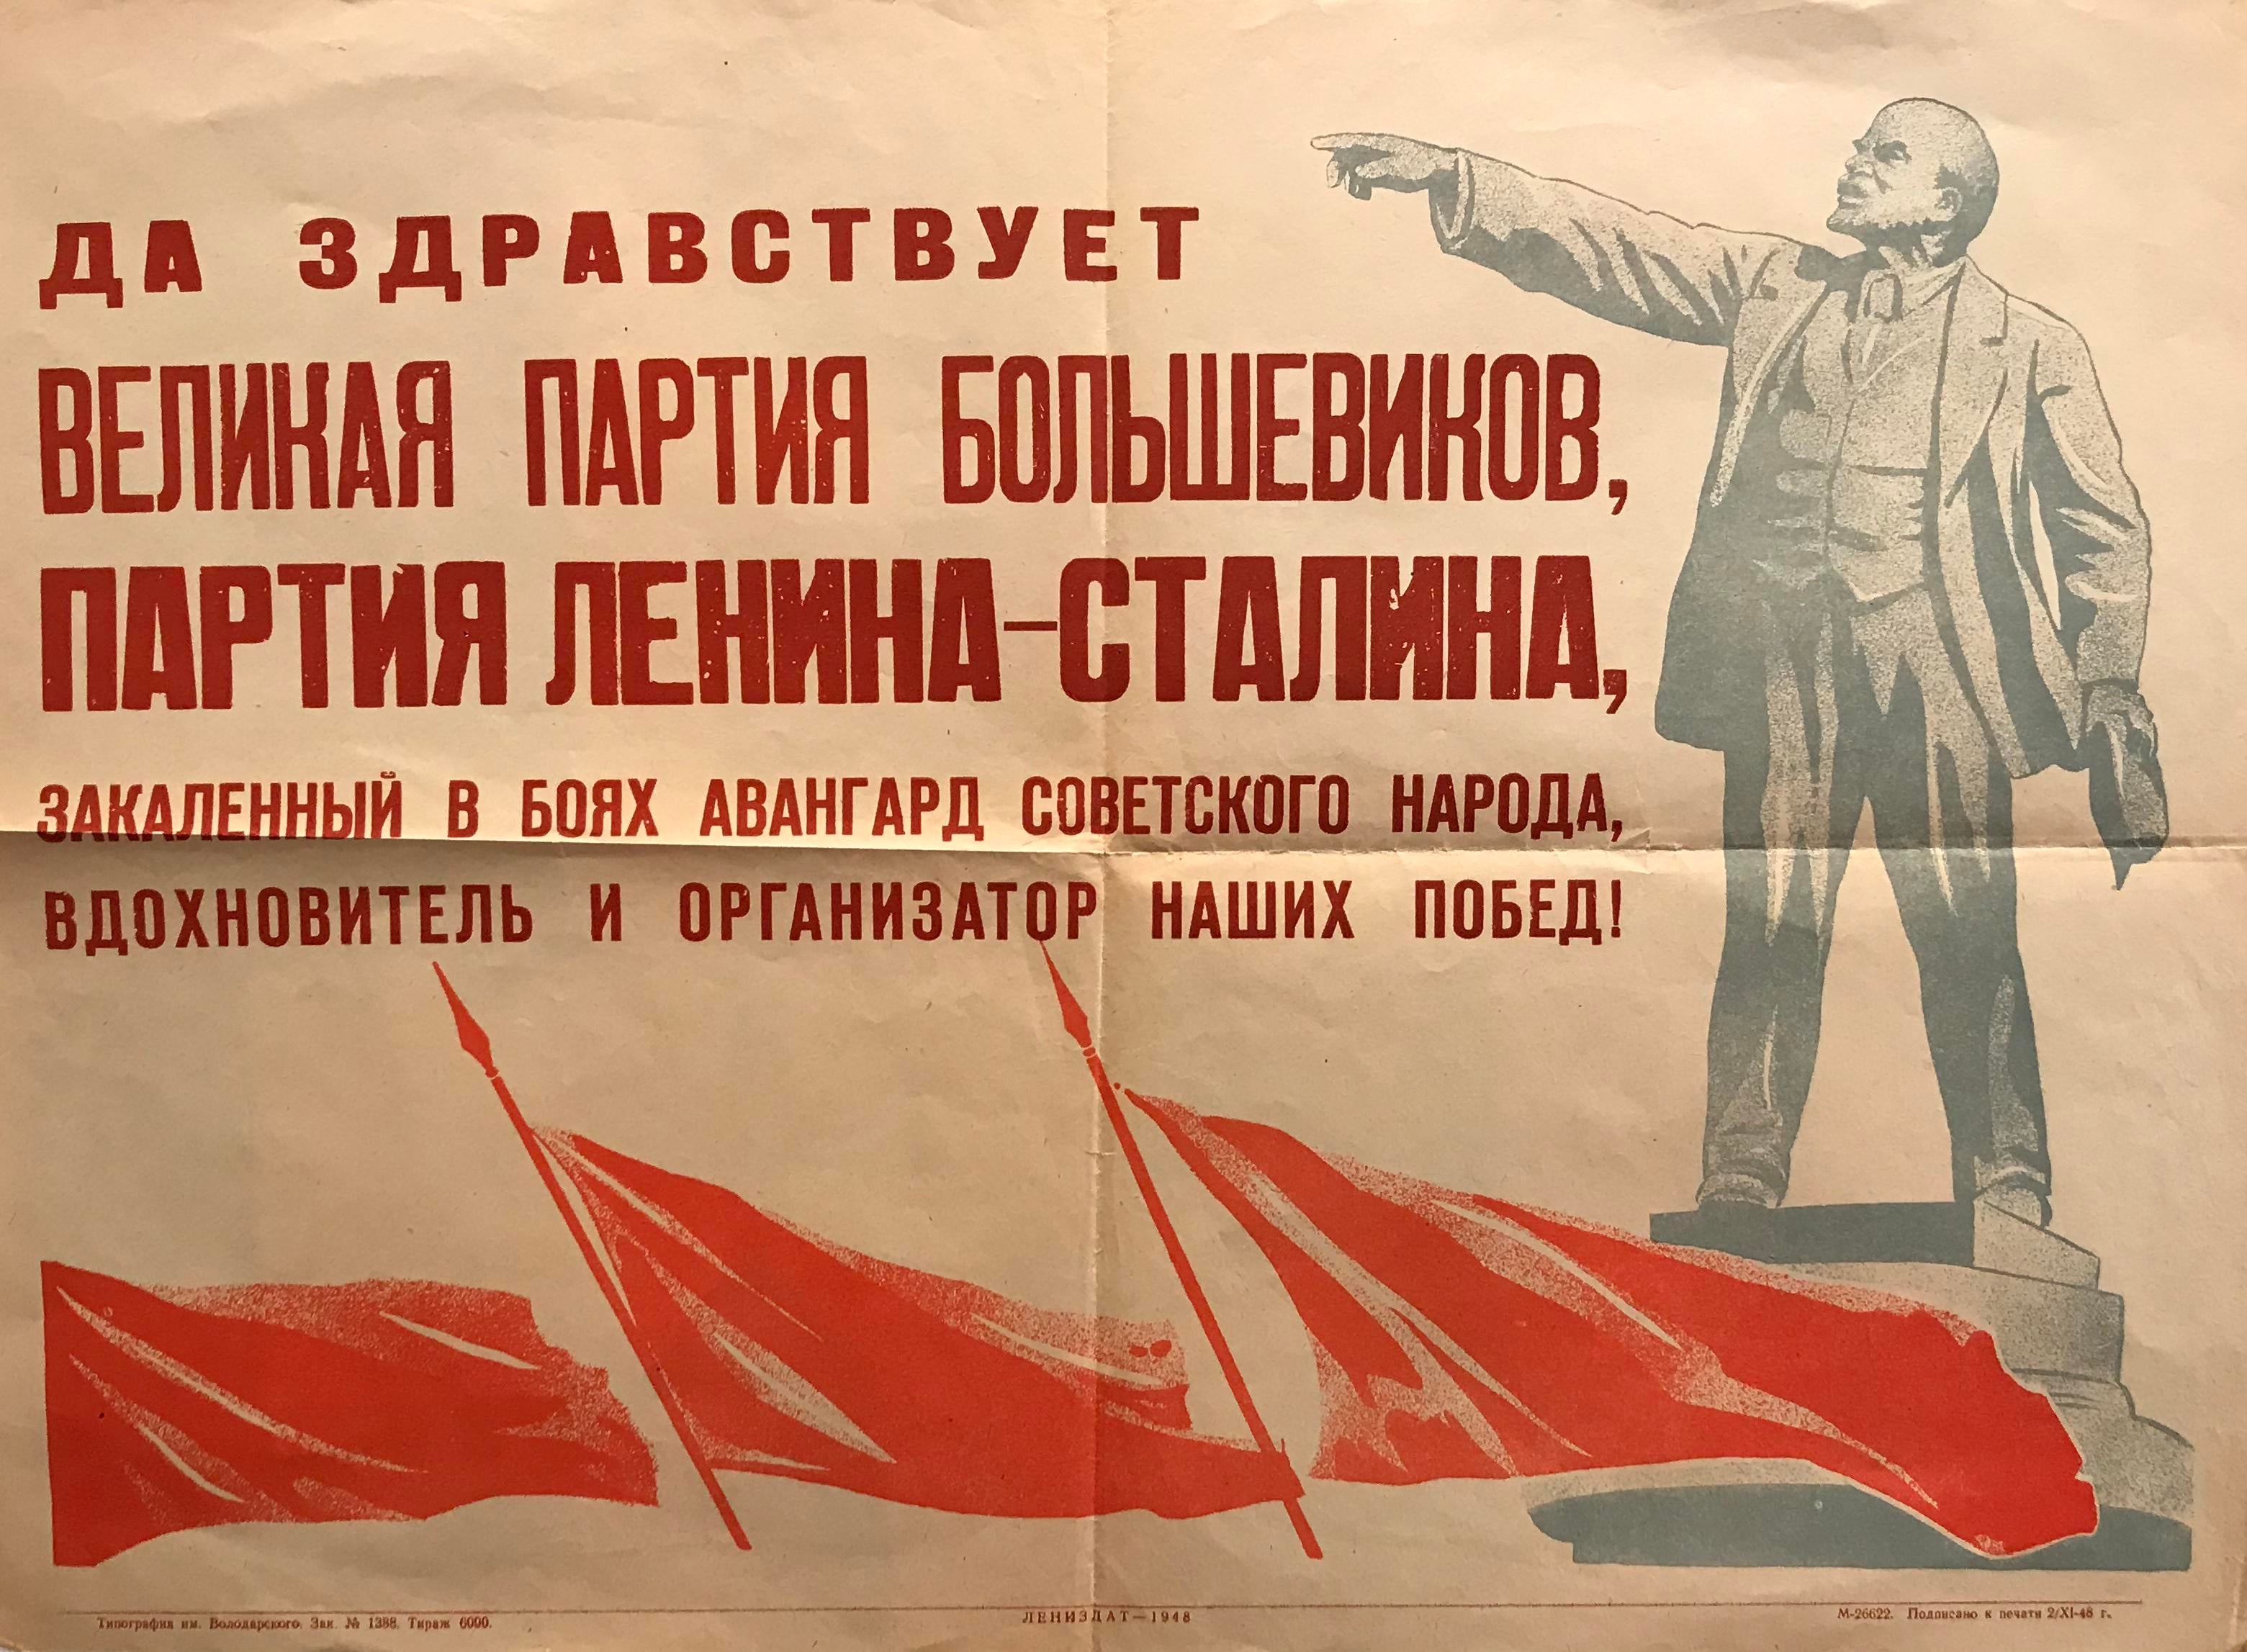 ДА ЗДРАВСТВУЕТ
ВЕЛИКАЯ ПАРТИЯ БОЛЬШЕВИКОВ,
ПАРТИЯ ЛЕНИНА—СТАЛИНА,
ЗАКАЛЕННЫЙ В БОЯХ АВАНГАРД СОВЕТСКОГО НАРОДА,
ВДОХНОВИТЕЛЬ И ОРГАНИЗАТОР НАШИХ ПОБЕД!
Типография им. Володарского. Зак. № 1388. Тираж 6000.
ЛЕНИЗДАТ—1948
М-26622. Подписано к печати 2/XI-48 г.